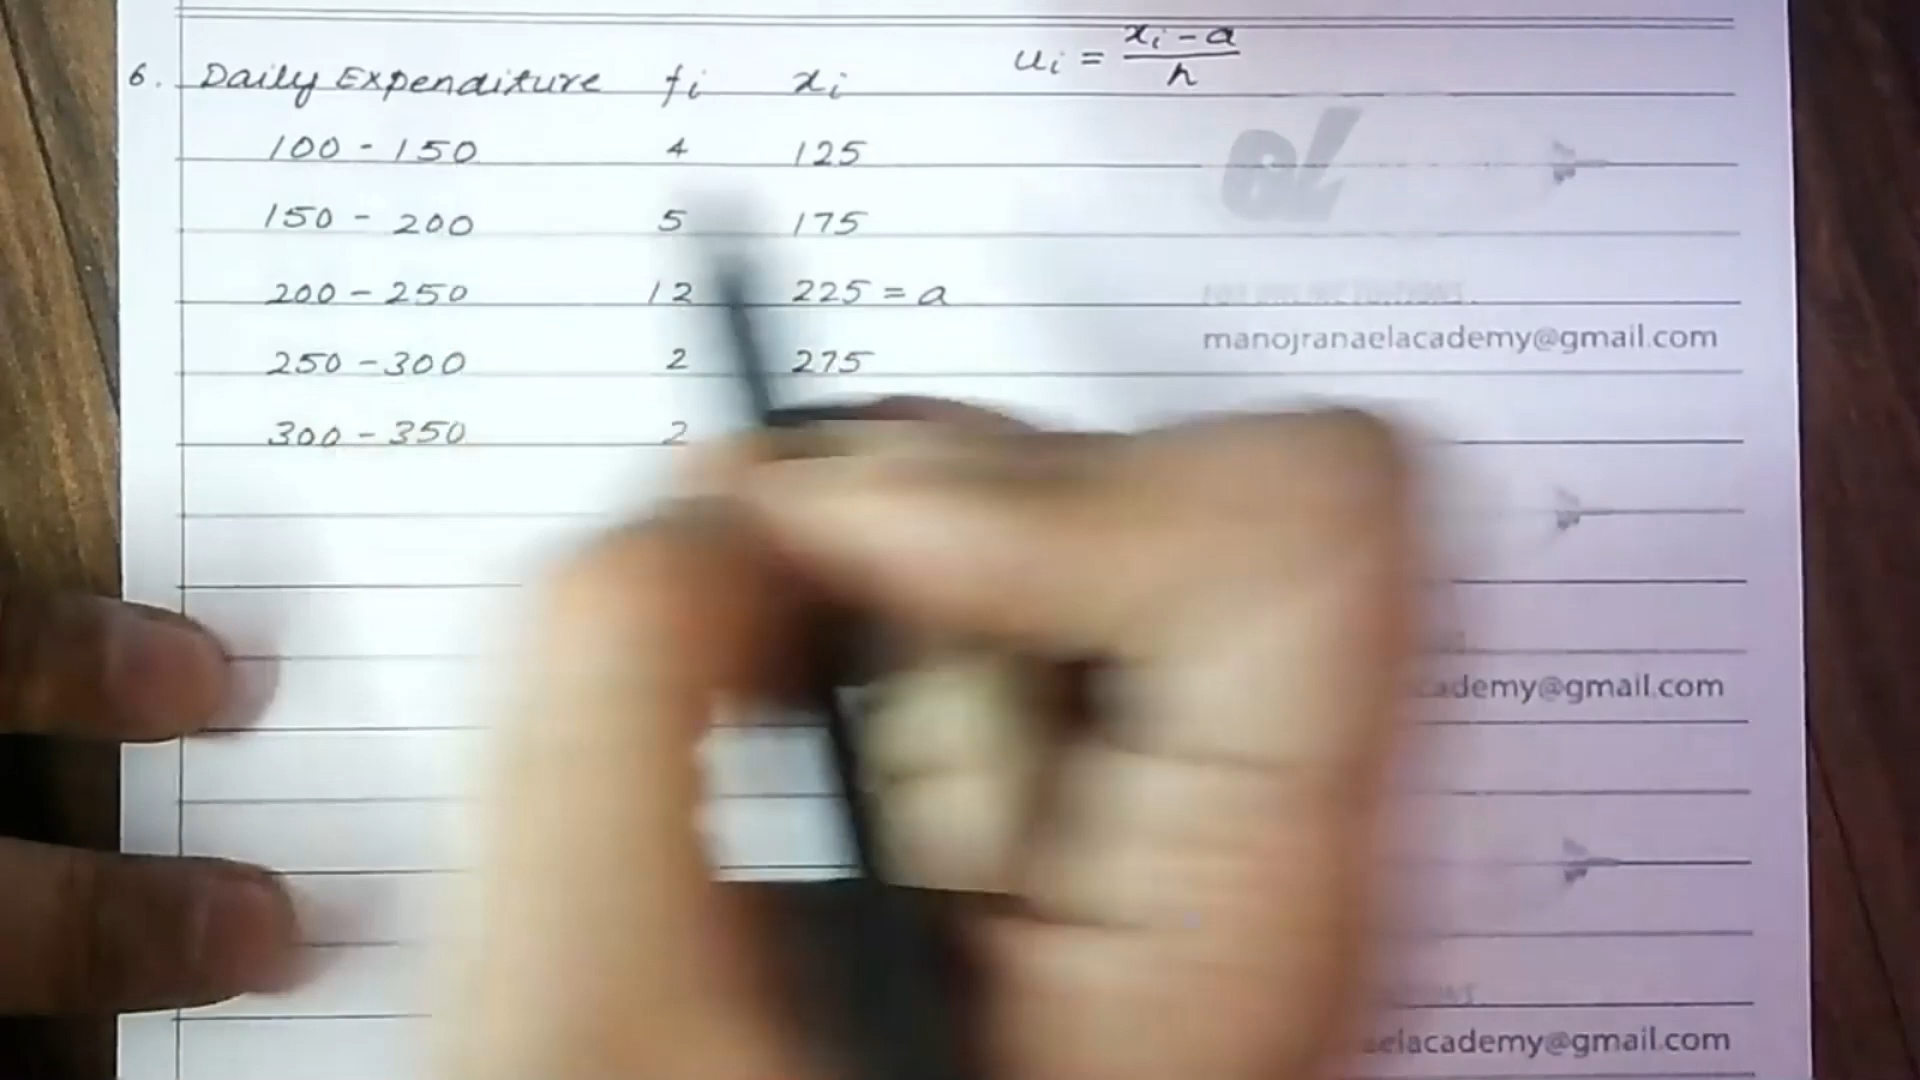 6. Daily Expenditure fi xi ui = xi - a / h
100 - 150 4 125
150 - 200 5 175
200 - 250 12 225 = a
250 - 300 2 275
300 - 350 2
manojranaelacademy@gmail.com
ademy@gmail.com
elacademy@gmail.com